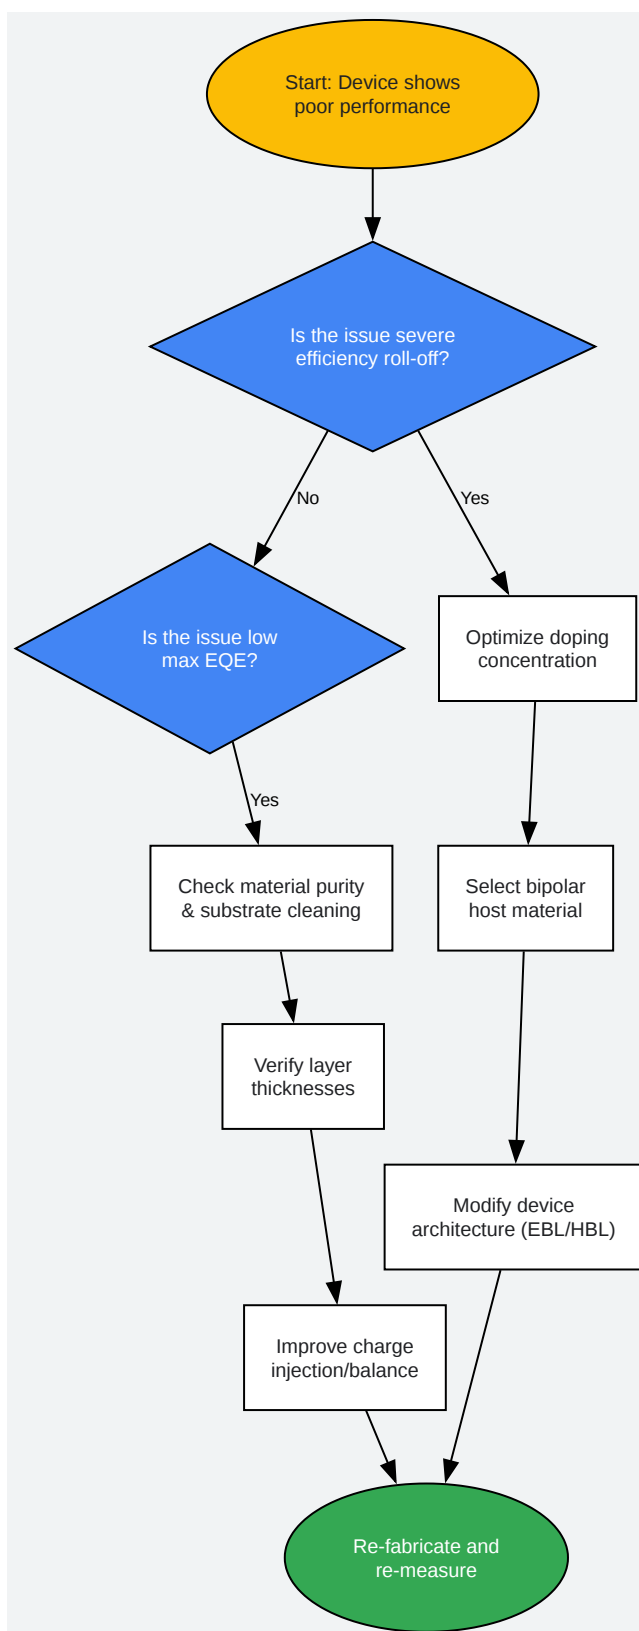 Start: Device shows
poor performance
Is the issue severe
efficiency roll-off?
No
Yes
Is the issue low
max EQE?
Optimize doping
concentration
Yes
Check material purity
& substrate cleaning
Select bipolar
host material
Verify layer
thicknesses
Modify device
architecture (EBL/HBL)
Improve charge
injection/balance
Re-fabricate and
re-measure